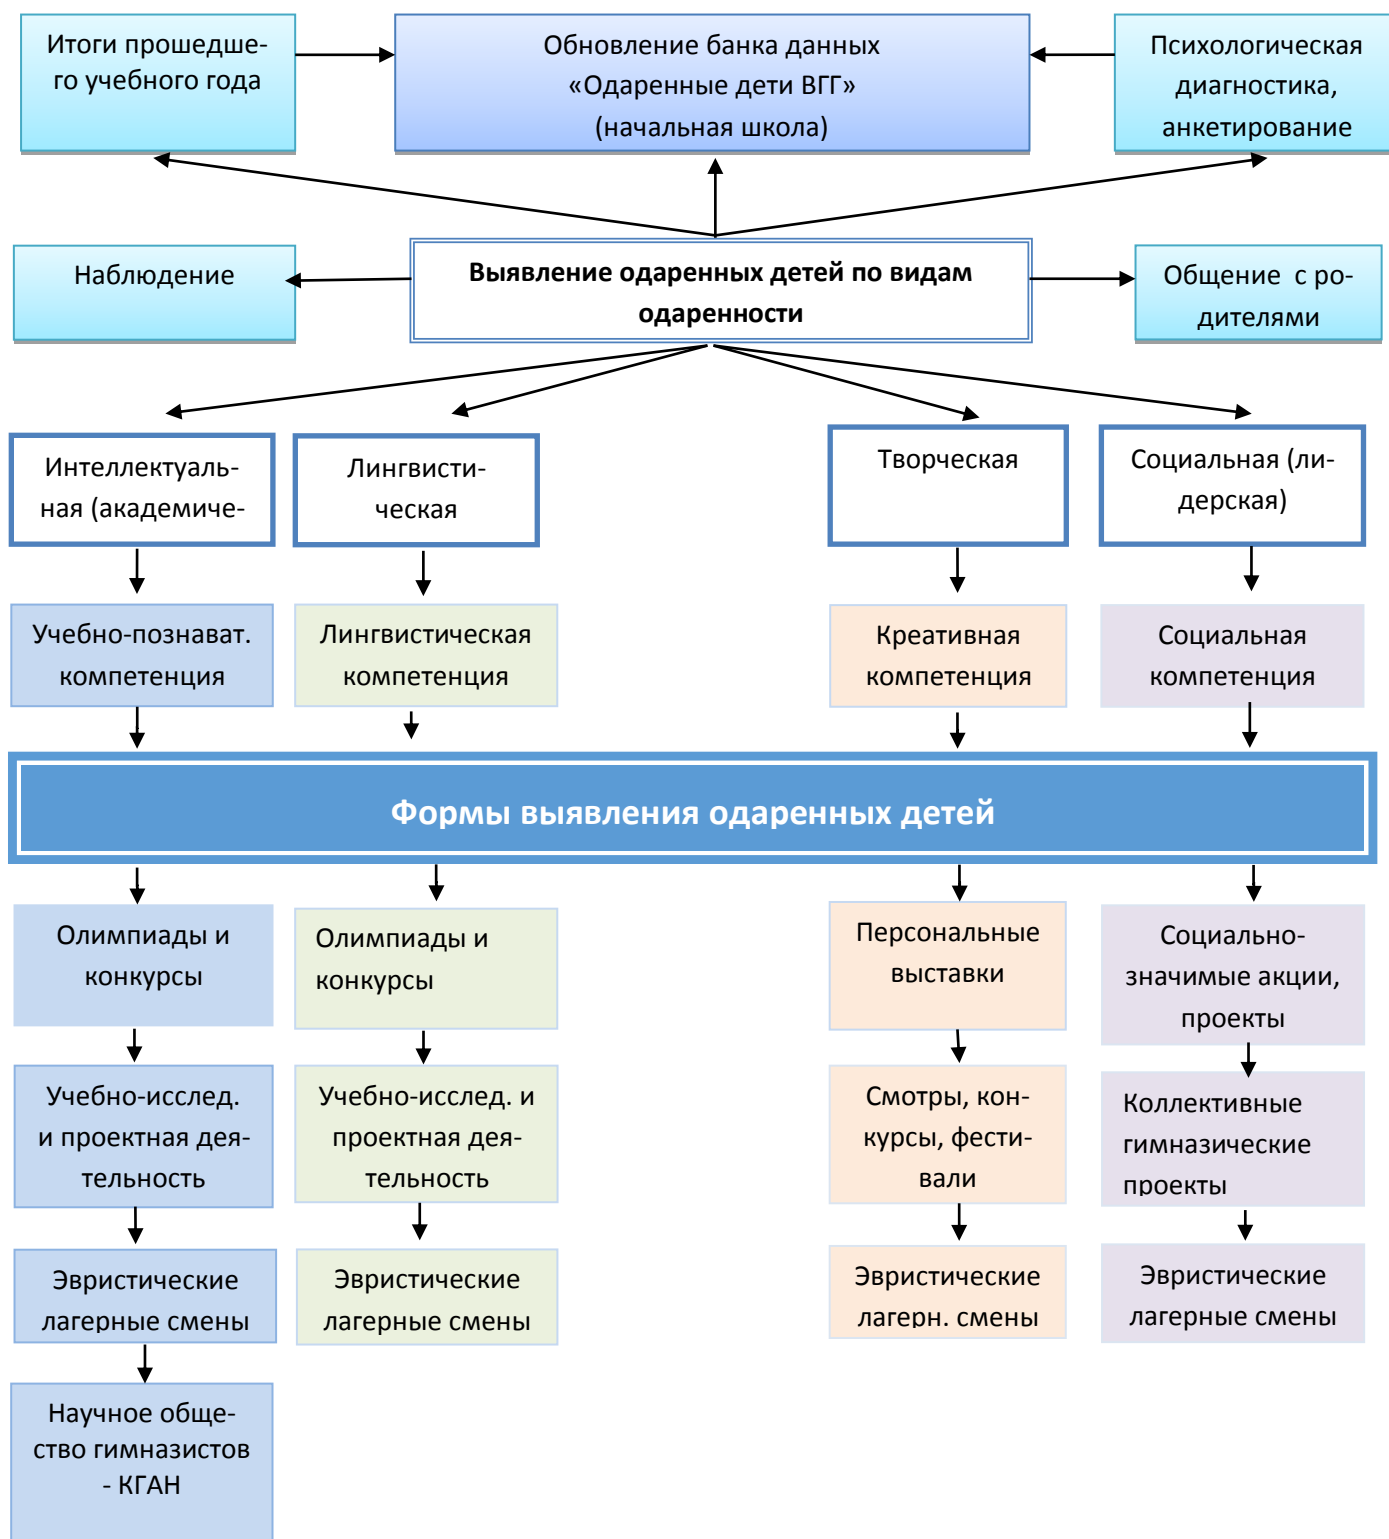 Итоги прошедше-
го учебного года
Обновление банка данных
«Одаренные дети ВГГ»
(начальная школа)
Психологическая
диагностика,
анкетирование
Наблюдение
Выявление одаренных детей по видам
одаренности
Общение с ро-
дителями
Интеллектуаль-
ная (академиче-
Лингвисти-
ческая
Творческая
Социальная (ли-
дерская)
Учебно-познават.
компетенция
Лингвистическая
компетенция
Креативная
компетенция
Социальная
компетенция
Формы выявления одаренных детей
Олимпиады и
конкурсы
Олимпиады и
конкурсы
Персональные
выставки
Социально-
значимые акции,
проекты
Учебно-исслед.
и проектная дея-
тельность
Учебно-исслед. и
проектная дея-
тельность
Смотры, кон-
курсы, фести-
вали
Коллективные
гимназические
проекты
Эвристические
лагерные смены
Эвристические
лагерные смены
Эвристические
лагерн. смены
Эвристические
лагерные смены
Научное обще-
ство гимназистов
- КГАН